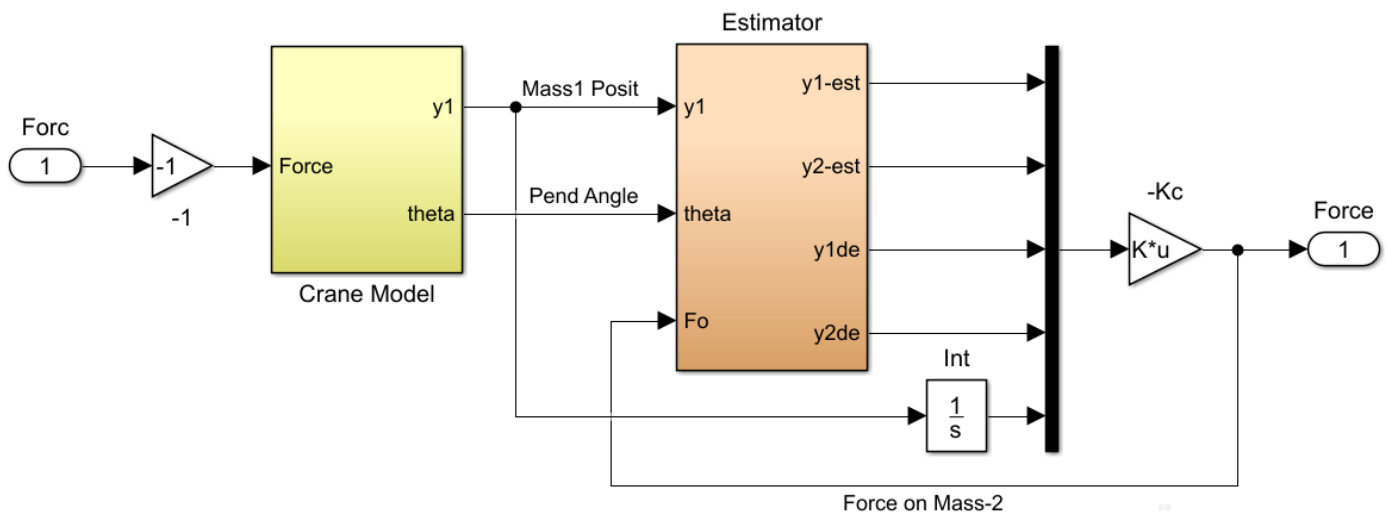 Estimator
Forc
1
-1
-1
Force
y1
theta
Crane Model
Mass1 Posit
Pend Angle
y1
theta
Fo
y1-est
y2-est
y1de
y2de
Int
1
s
-Kc
K*u
Force
1
Force on Mass-2